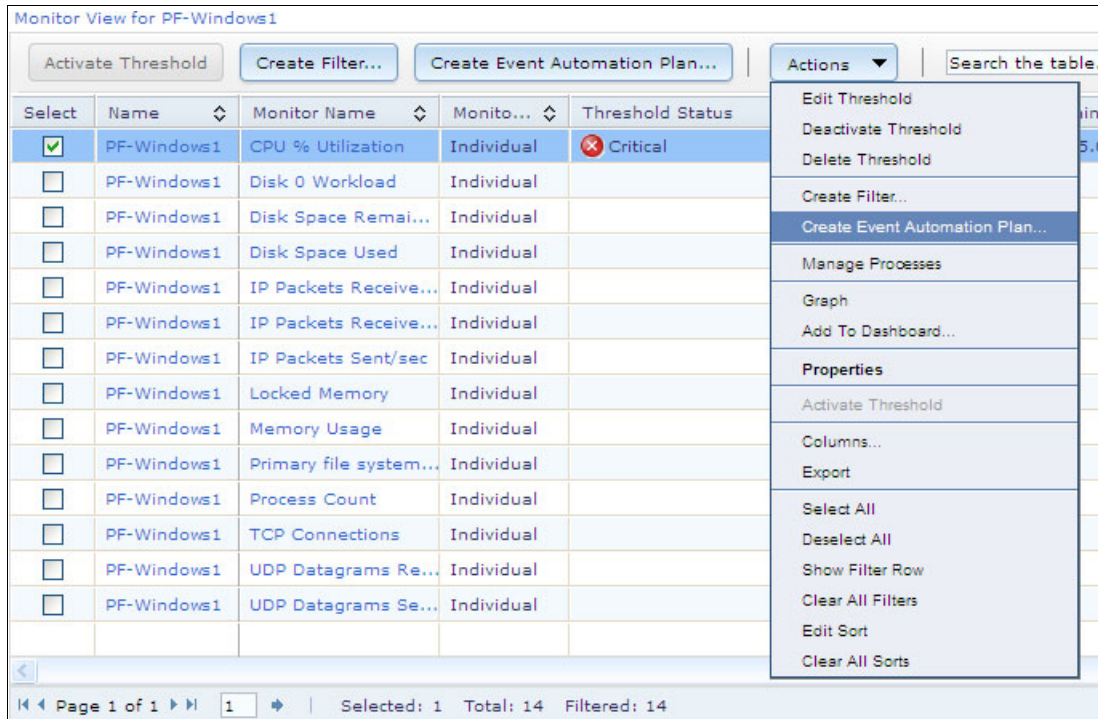 Monitor View for PF-Windows1
Activate Threshold Create Filter... Create Event Automation Plan... Actions Search the table.
Select Name Monitor Name Monito... Threshold Status
PF-Windows1 CPU % Utilization Individual Critical
PF-Windows1 Disk 0 Workload Individual
PF-Windows1 Disk Space Remai... Individual
PF-Windows1 Disk Space Used Individual
PF-Windows1 IP Packets Receive... Individual
PF-Windows1 IP Packets Receive... Individual
PF-Windows1 IP Packets Sent/sec Individual
PF-Windows1 Locked Memory Individual
PF-Windows1 Memory Usage Individual
PF-Windows1 Primary file system... Individual
PF-Windows1 Process Count Individual
PF-Windows1 TCP Connections Individual
PF-Windows1 UDP Datagrams Re... Individual
PF-Windows1 UDP Datagrams Se... Individual
Edit Threshold
Deactivate Threshold
Delete Threshold
Create Filter...
Create Event Automation Plan...
Manage Processes
Graph
Add To Dashboard...
Properties
Activate Threshold
Columns...
Export
Select All
Deselect All
Show Filter Row
Clear All Filters
Edit Sort
Clear All Sorts
Page 1 of 1 1 Selected: 1 Total: 14 Filtered: 14